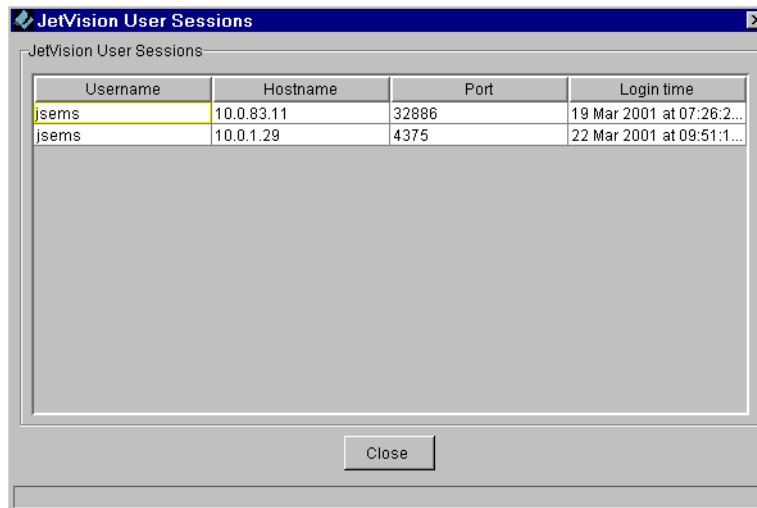 JetVision User Sessions
JetVision User Sessions
Username Hostname Port Login time
jsems 10.0.83.11 32886 19 Mar 2001 at 07:26:2...
jsems 10.0.1.29 4375 22 Mar 2001 at 09:51:1...
Close